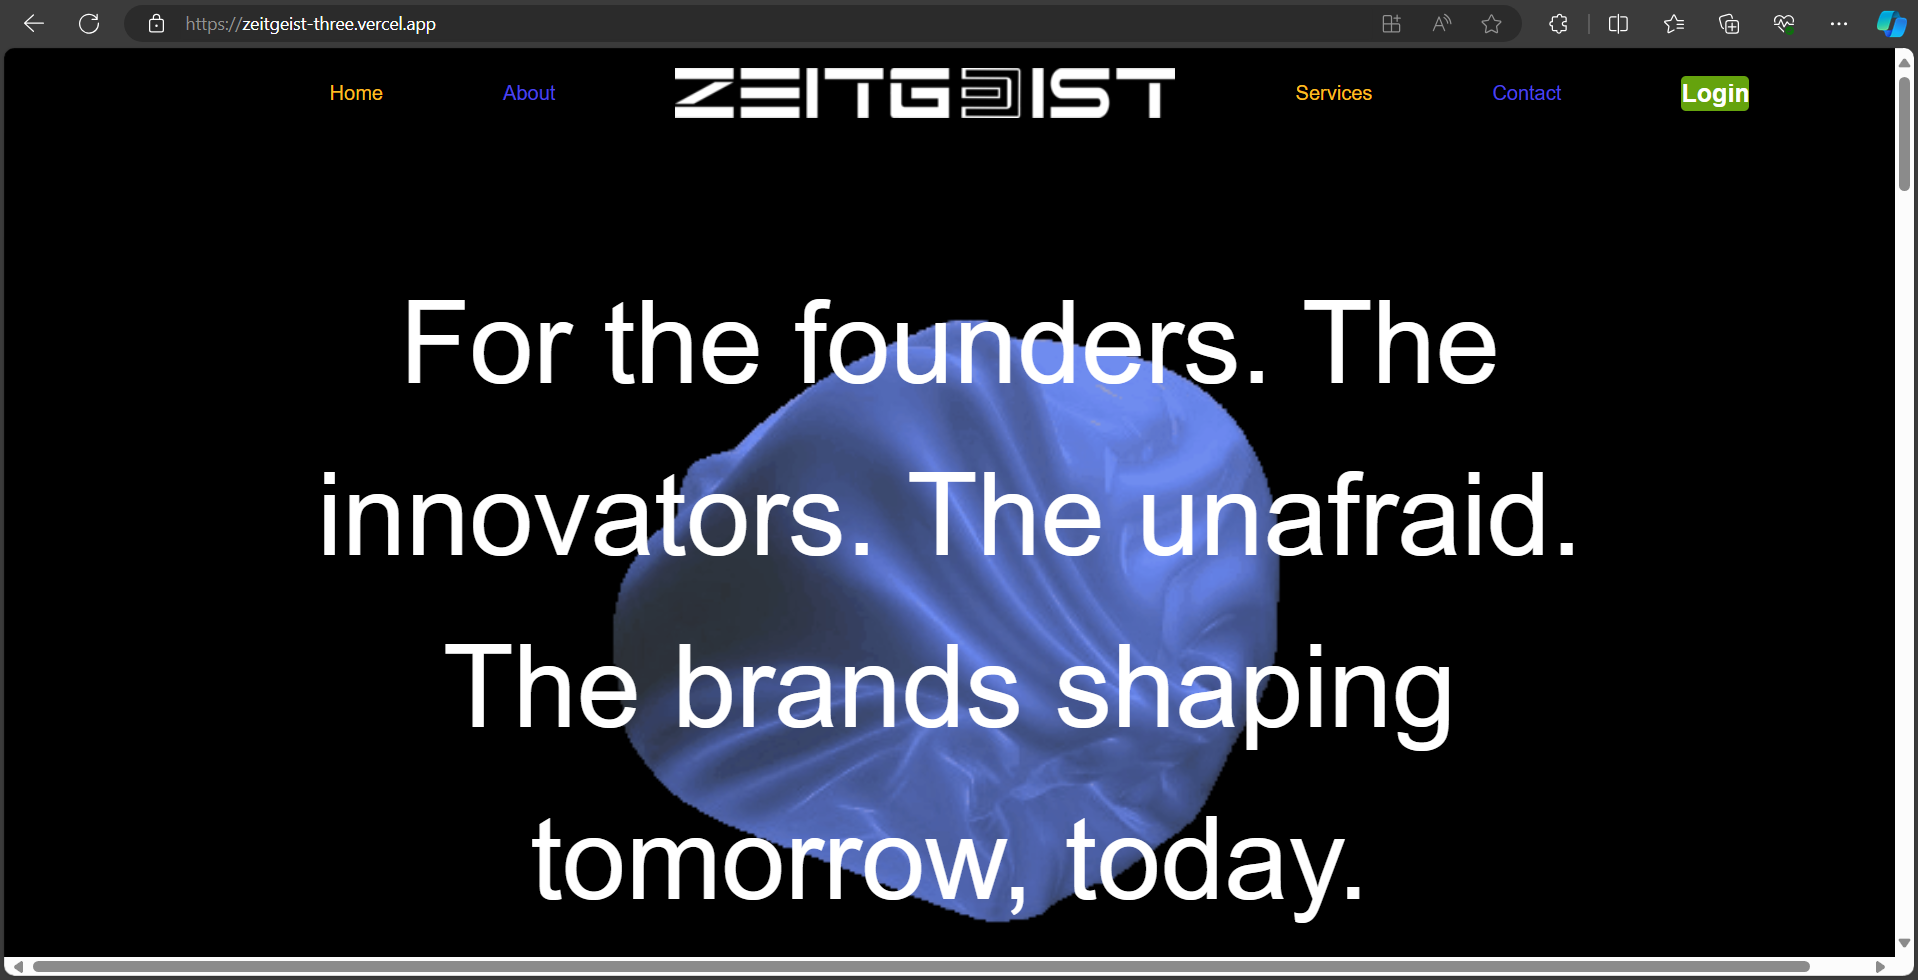 https://zeitgeist-three.vercel.app
Home About ZEITGEIST Services Contact Login
For the founders. The
innovators. The unafraid.
The brands shaping
tomorrow, today.